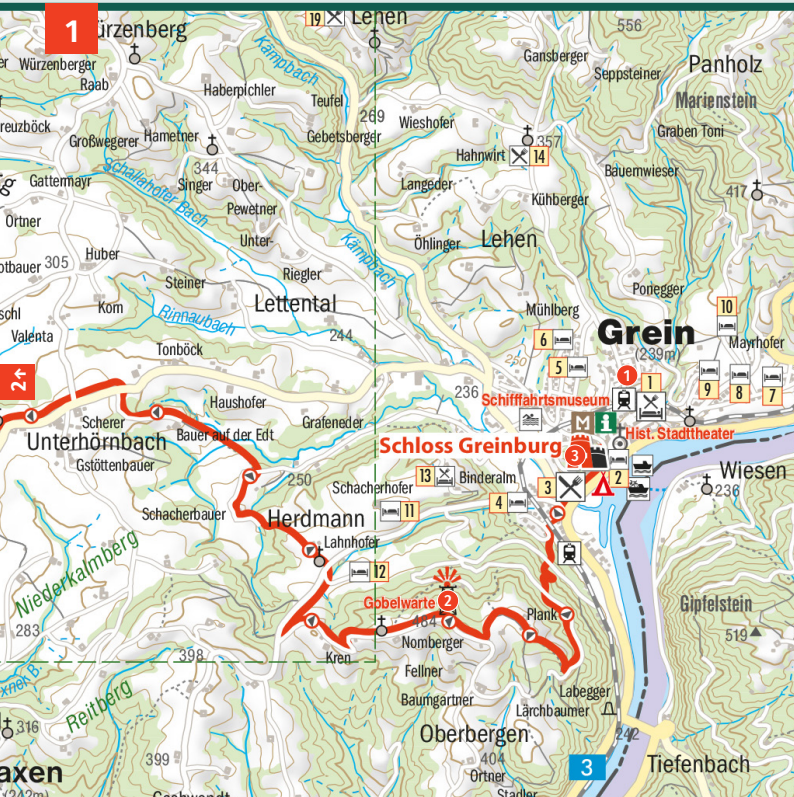 1
ürzenberg
19
Lehen
556
Kampbach
Gansberger
Panholz
Würzenberger
Seppsteiner
Raab
Haberpichler
Teufel
Marienstein
269
Wieshofer
reuzböck
Großwegerer
Hametner
Gebetsberger
357
Graben Toni
Hahnwirt
14
344
Schallahofer Bach
Bauernwieser
Gattermayr
Singer
Ober-
Langeder
417
Pewetner
Kühberger
Ortner
Unter-
Kampbach
Öhlinger
Lehen
otbauer
305
Huber
Riegler
Steiner
Ponegger
Lettental
schl
Kom
Rinnaubach
Mühlberg
10
Valenta
244
6
Grein
Mayrhofer
Tonböck
250
(239m)
5
2
1
1
9
8
7
236
Haushofer
Schifffahrtsmuseum
Scherer
Grafeneder
M
i
Unterhörnbach
Bauer auf der Edt
Hist. Stadttheater
Schloss Greinburg
3
Gstöttenbauer
250
13
Binderalm
2
Wiesen
Schacherhofer
3
236
Schacherbauer
Herdmann
11
4
Lahnhofer
Niederkalmberg
12
Gobelwarte
2
Gipfelstein
484
Plank
519
283
Nomberger
398
Kren
Fellner
Reitberg
Baumgartner
Labegger
Lärchbaumer
316
Oberbergen
242
399
404
3
Tiefenbach
axen
Ortner
(242m)
Stadler